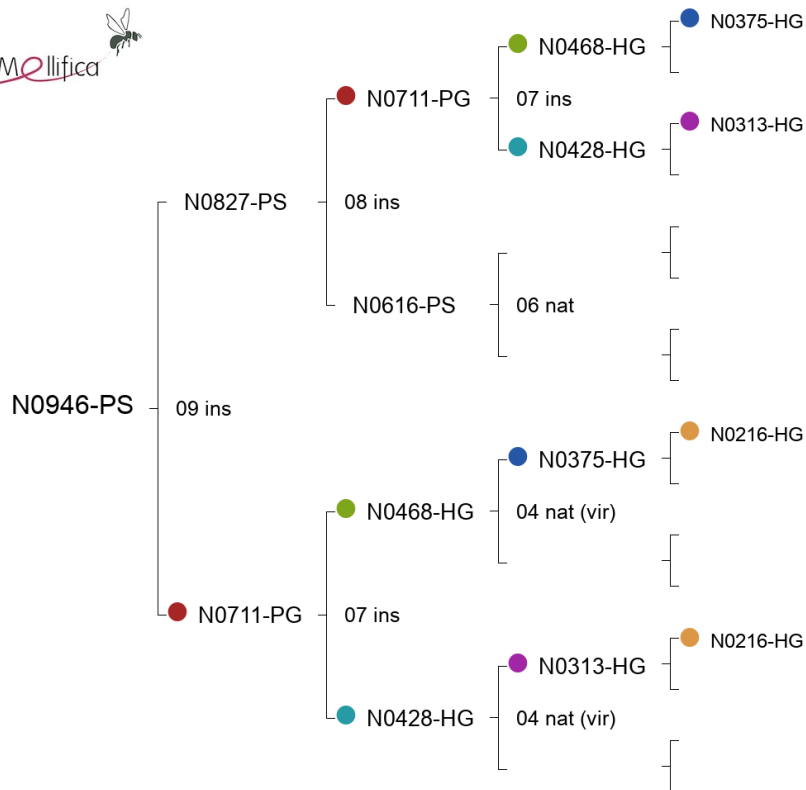 Mellifica
N0375-HG
N0468-HG
N0711-PG
07 ins
N0428-HG
N0313-HG
N0827-PS
08 ins
N0616-PS
06 nat
N0946-PS
09 ins
N0216-HG
N0375-HG
N0468-HG
04 nat (vir)
N0711-PG
07 ins
N0216-HG
N0313-HG
N0428-HG
04 nat (vir)